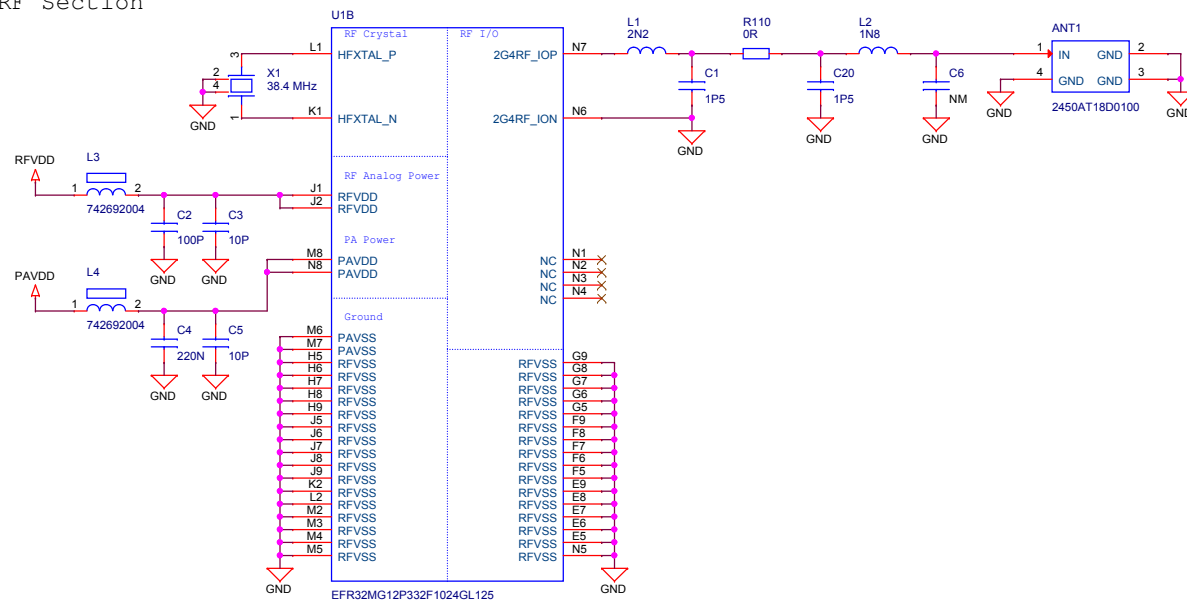 RF Section
U1B
RF Crystal
RF I/O
L1
HFXTAL_P
3
2
4
X1
38.4 MHz
GND
1
K1
HFXTAL_N
N7
2G4RF_IOP
L1
2N2
R110
0R
L2
1N8
C1
1P5
C20
1P5
C6
NM
N6
2G4RF_ION
GND
GND
GND
ANT1
1
IN
GND
2
4
GND
GND
3
2450AT18D0100
GND
GND
RFVDD
L3
1
2
742692004
C2
100P
C3
10P
GND
GND
RF Analog Power
J1
RFVDD
J2
RFVDD
PA Power
M8
PAVDD
N8
PAVDD
PAVDD
L4
1
2
742692004
C4
220N
C5
10P
GND
GND
N1
NC
N2
NC
N3
NC
N4
NC
Ground
M6
PAVSS
M7
PAVSS
H5
RFVSS
H6
RFVSS
H7
RFVSS
H8
RFVSS
H9
RFVSS
J5
RFVSS
J6
RFVSS
J7
RFVSS
J8
RFVSS
J9
RFVSS
K2
RFVSS
L2
RFVSS
M2
RFVSS
M3
RFVSS
M4
RFVSS
M5
RFVSS
GND
G9
RFVSS
G8
RFVSS
G7
RFVSS
G6
RFVSS
G5
RFVSS
F9
RFVSS
F8
RFVSS
F7
RFVSS
F6
RFVSS
F5
RFVSS
E9
RFVSS
E8
RFVSS
E7
RFVSS
E6
RFVSS
E5
RFVSS
N5
RFVSS
GND
EFR32MG12P332F1024GL125